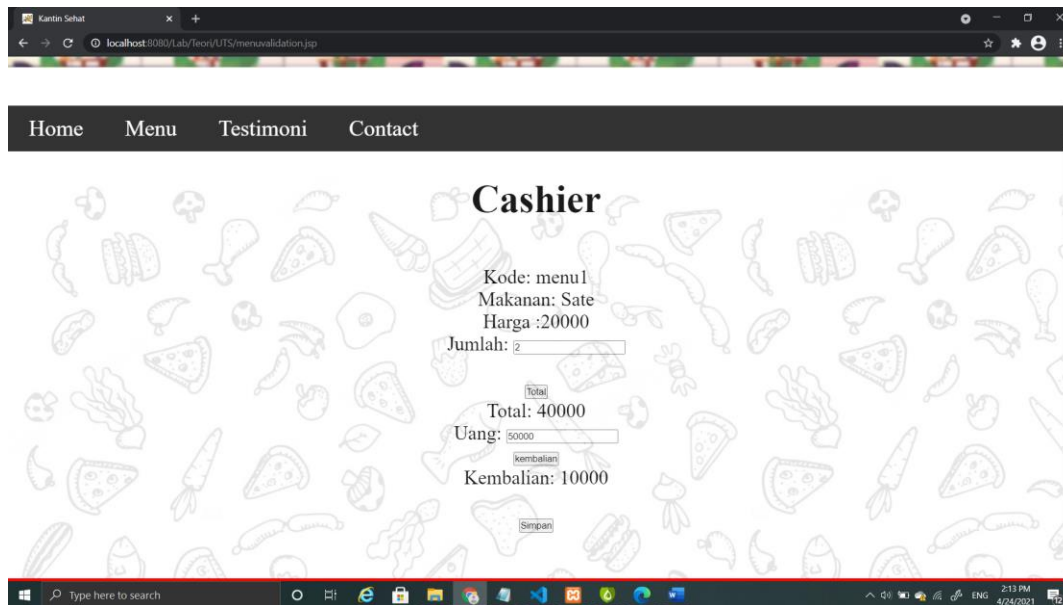 Kantin Sehat
localhost:8080/Lab/Teori/UTS/menuvalidation.jsp
Home Menu Testimoni Contact
Cashier
Kode: menu1
Makanan: Sate
Harga :20000
Jumlah: 2
Total
Total: 40000
Uang: 50000
kembalian
Kembalian: 10000
Simpan
Type here to search
ENG
2:13 PM
4/24/2021